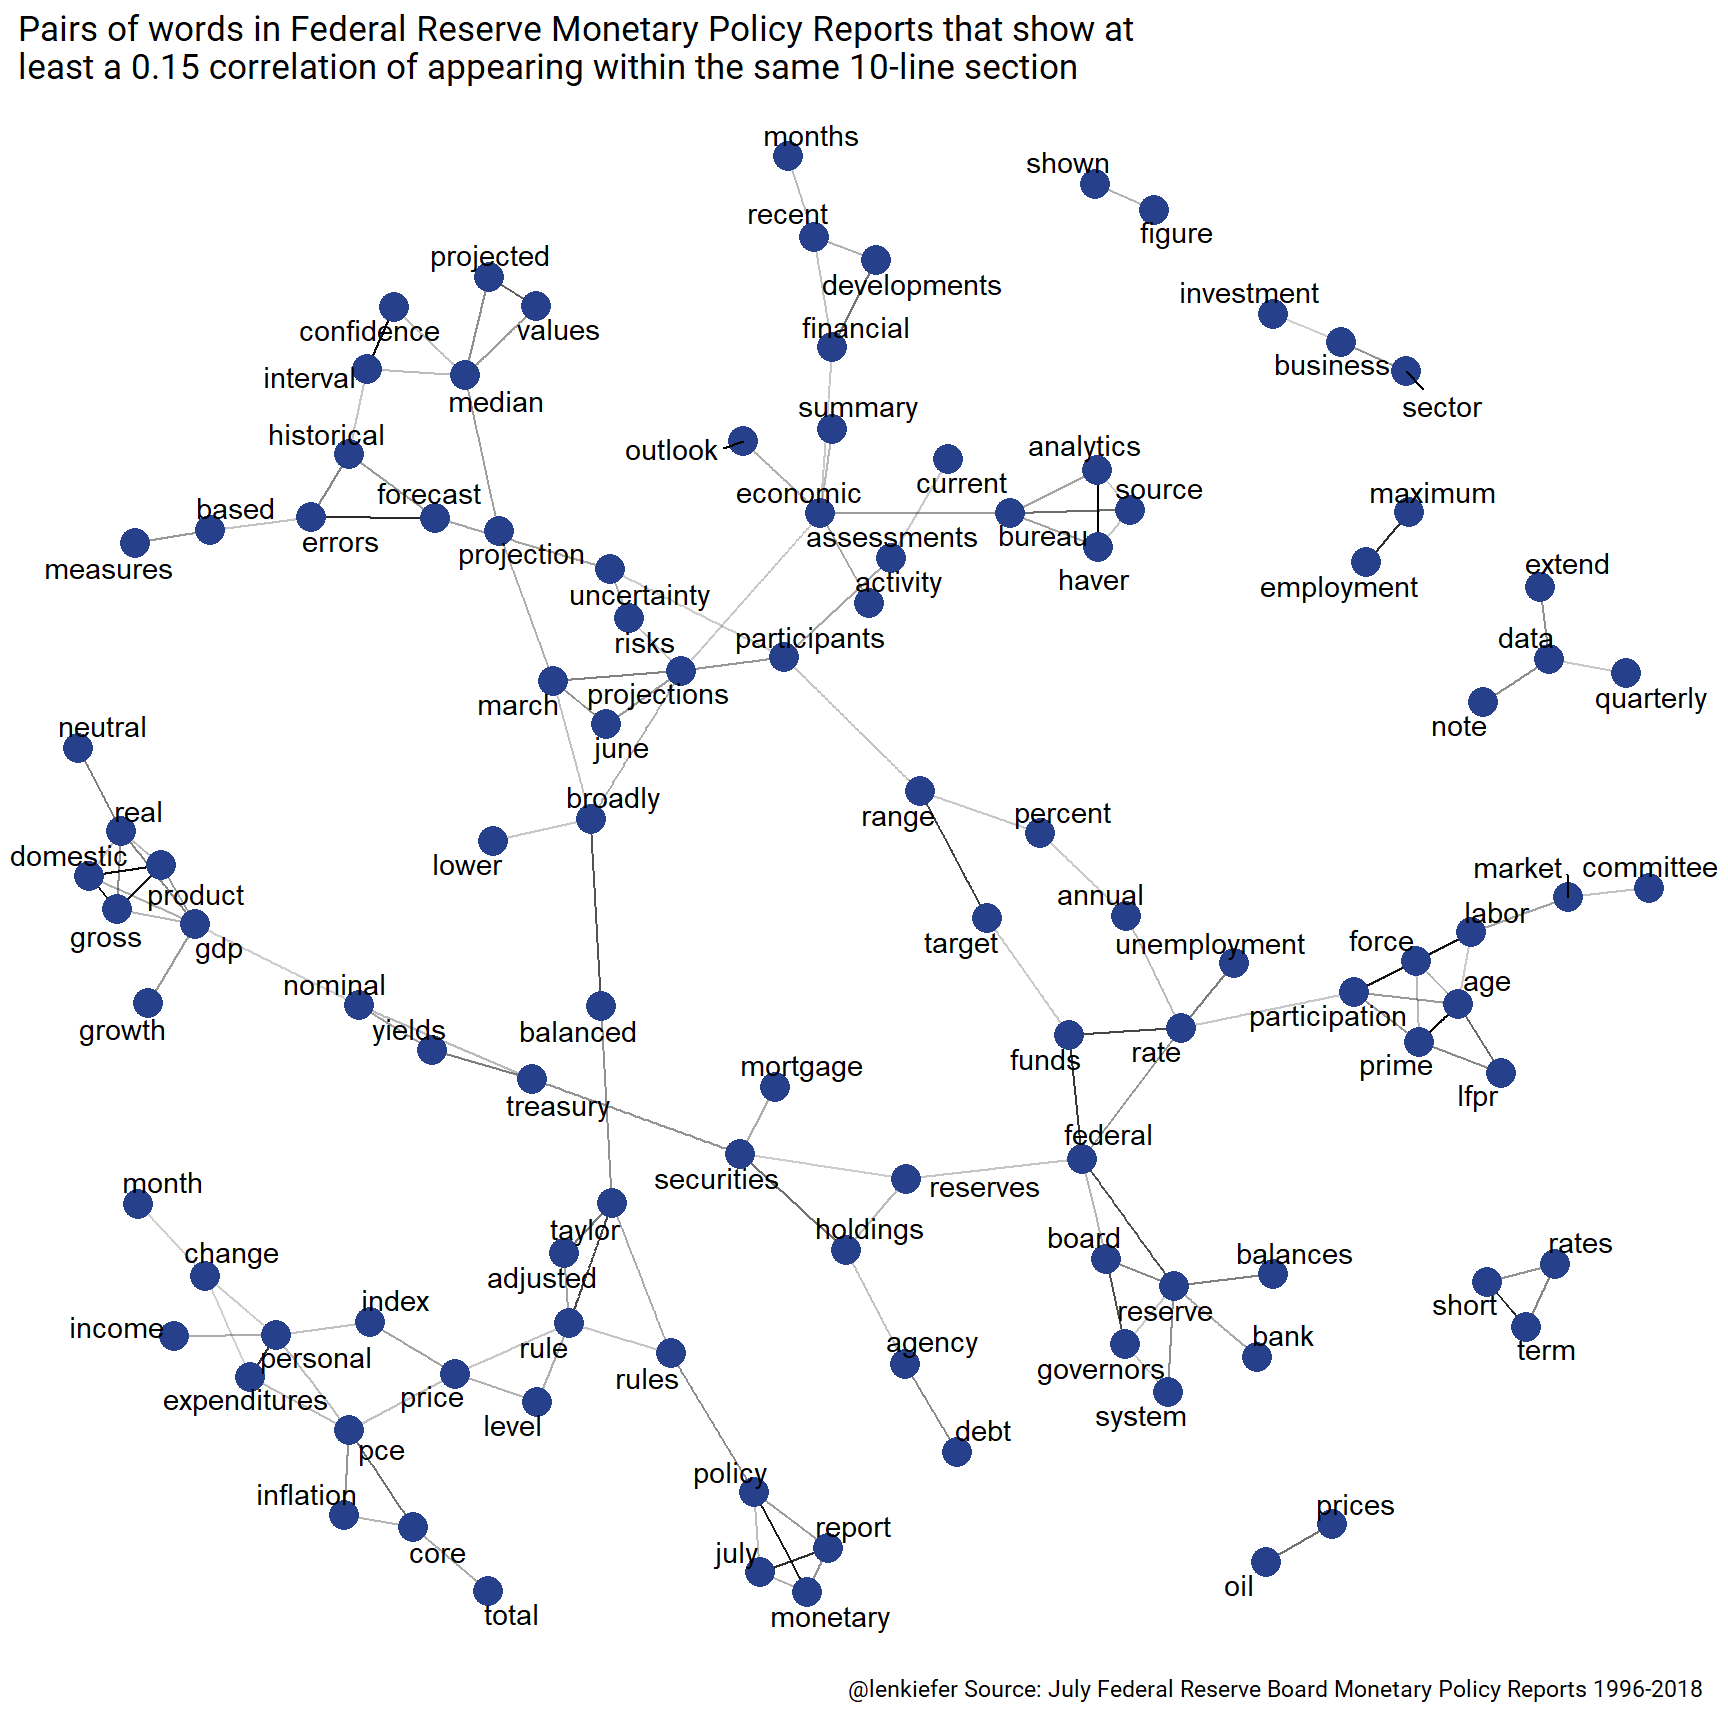 Pairs of words in Federal Reserve Monetary Policy Reports that show at
least a 0.15 correlation of appearing within the same 10-line section
months
shown
recent
figure
projected
developments
investment
confidence
values
financial
business
interval
median
summary
sector
historical
outlook
analytics
current
economic
source
maximum
based
forecast
errors
assessments
bureau
projection
measures
activity
haver
employment
extend
uncertainty
risks
participants
data
march
projections
quarterly
neutral
june
note
real
broadly
range
percent
domestic
lower
market
committee
product
annual
labor
gross
gdp
target
unemployment
force
nominal
age
growth
yields
balanced
participation
funds
rate
mortgage
prime
treasury
lfpr
federal
month
securities
reserves
taylor
holdings
board
balances
rates
change
adjusted
index
reserve
short
income
personal
rule
agency
bank
term
expenditures
price
rules
governors
level
system
pce
debt
policy
inflation
report
prices
core
july
oil
total
monetary
@lenkiefer Source: July Federal Reserve Board Monetary Policy Reports 1996-2018